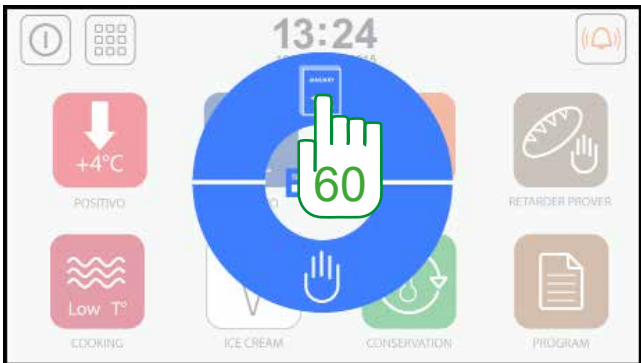 13:24
+4°C
60
POSITIVO
RETARDER PROVER
Low T°
COOKING
ICE CREAM
CONSERVATION
PROGRAM